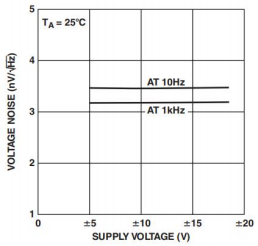 5
T_A = 25°C
4
AT 10Hz
3
AT 1kHz
2
1
0
±5
±10
±15
±20
VOLTAGE NOISE (nV/√Hz)
SUPPLY VOLTAGE (V)